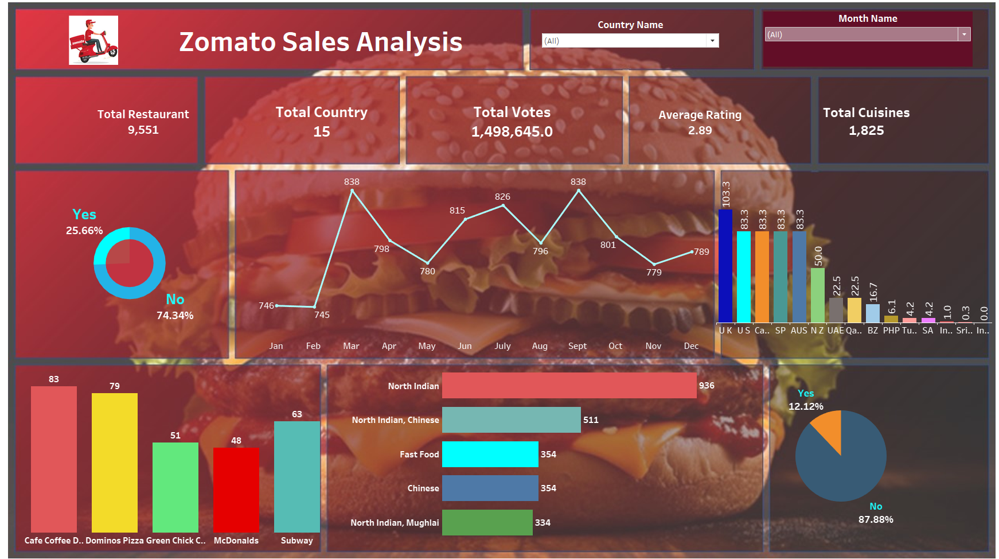 zomato
Zomato Sales Analysis
Country Name
(All)
Month Name
(All)
Total Restaurant
9,551
Total Country
15
Total Votes
1,498,645.0
Average Rating
2.89
Total Cuisines
1,825
Yes
25.66%
No
74.34%
838
838
826
815
798
801
796
780
779
789
746
745
Jan Feb Mar Apr May Jun July Aug Sept Oct Nov Dec
103.3 83.3 83.3 83.3 83.3 50.0 22.5 22.5 16.7 6.1 4.2 4.2 1.0 0.3 0.0
U K U S Ca.. SP AUS N Z UAE Qa.. BZ PHP Tu.. SA In.. Sri.. In..
83 79 51 48 63
Cafe Coffee D.. Dominos Pizza Green Chick C.. McDonalds Subway
North Indian 936
North Indian, Chinese 511
Fast Food 354
Chinese 354
North Indian, Mughlai 334
Yes
12.12%
No
87.88%